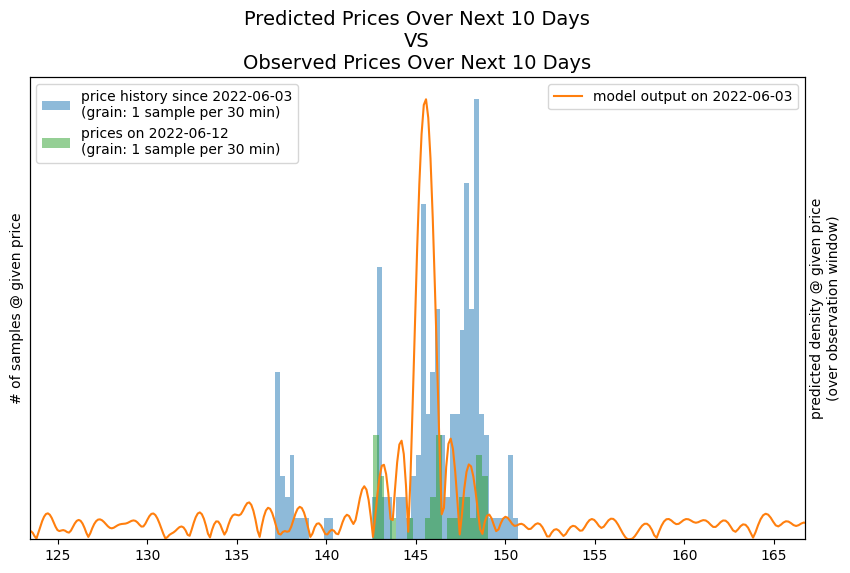 Predicted Prices Over Next 10 Days
VS
Observed Prices Over Next 10 Days
price history since 2022-06-03
(grain: 1 sample per 30 min)
prices on 2022-06-12
(grain: 1 sample per 30 min)
model output on 2022-06-03
# of samples @ given price
predicted density @ given price
(over observation window)
125 130 135 140 145 150 155 160 165